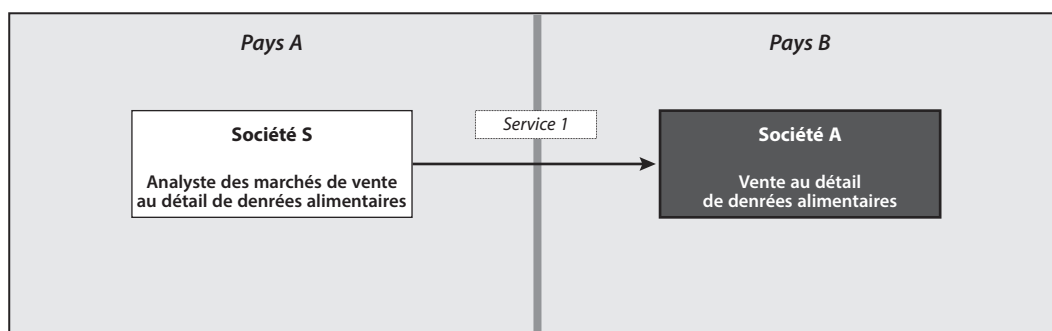 Pays A
Pays B
Service 1
Société S
Analyste des marchés de vente
au détail de denrées alimentaires
Société A
Vente au détail
de denrées alimentaires